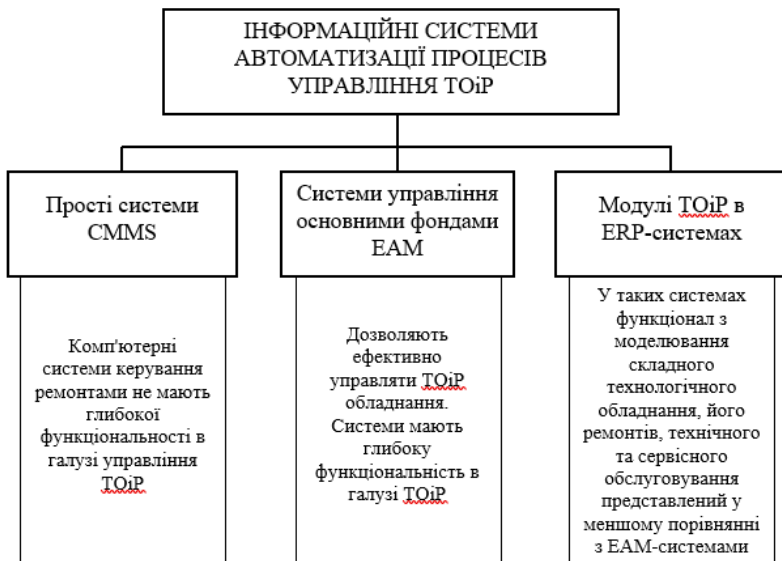 ІНФОРМАЦІЙНІ СИСТЕМИ
АВТОМАТИЗАЦІЇ ПРОЦЕСІВ
УПРАВЛІННЯ ТОіР
Прості системи
CMMS
Системи управління
основними фондами
EAM
Модулі ТОіР в
ERP-системах
Комп'ютерні
системи керування
ремонтами не мають
глибокої
функціональності в
галузі управління
ТОіР
Дозволяють
ефективно
управляти ТОіР
обладнання.
Системи мають
глибоку
функціональність в
галузі ТОіР
У таких системах
функціонал з
моделювання
складного
технологічного
обладнання, його
ремонтів, технічного
та сервісного
обслуговування
представлений у
меншому порівнянні
з EAM-системами